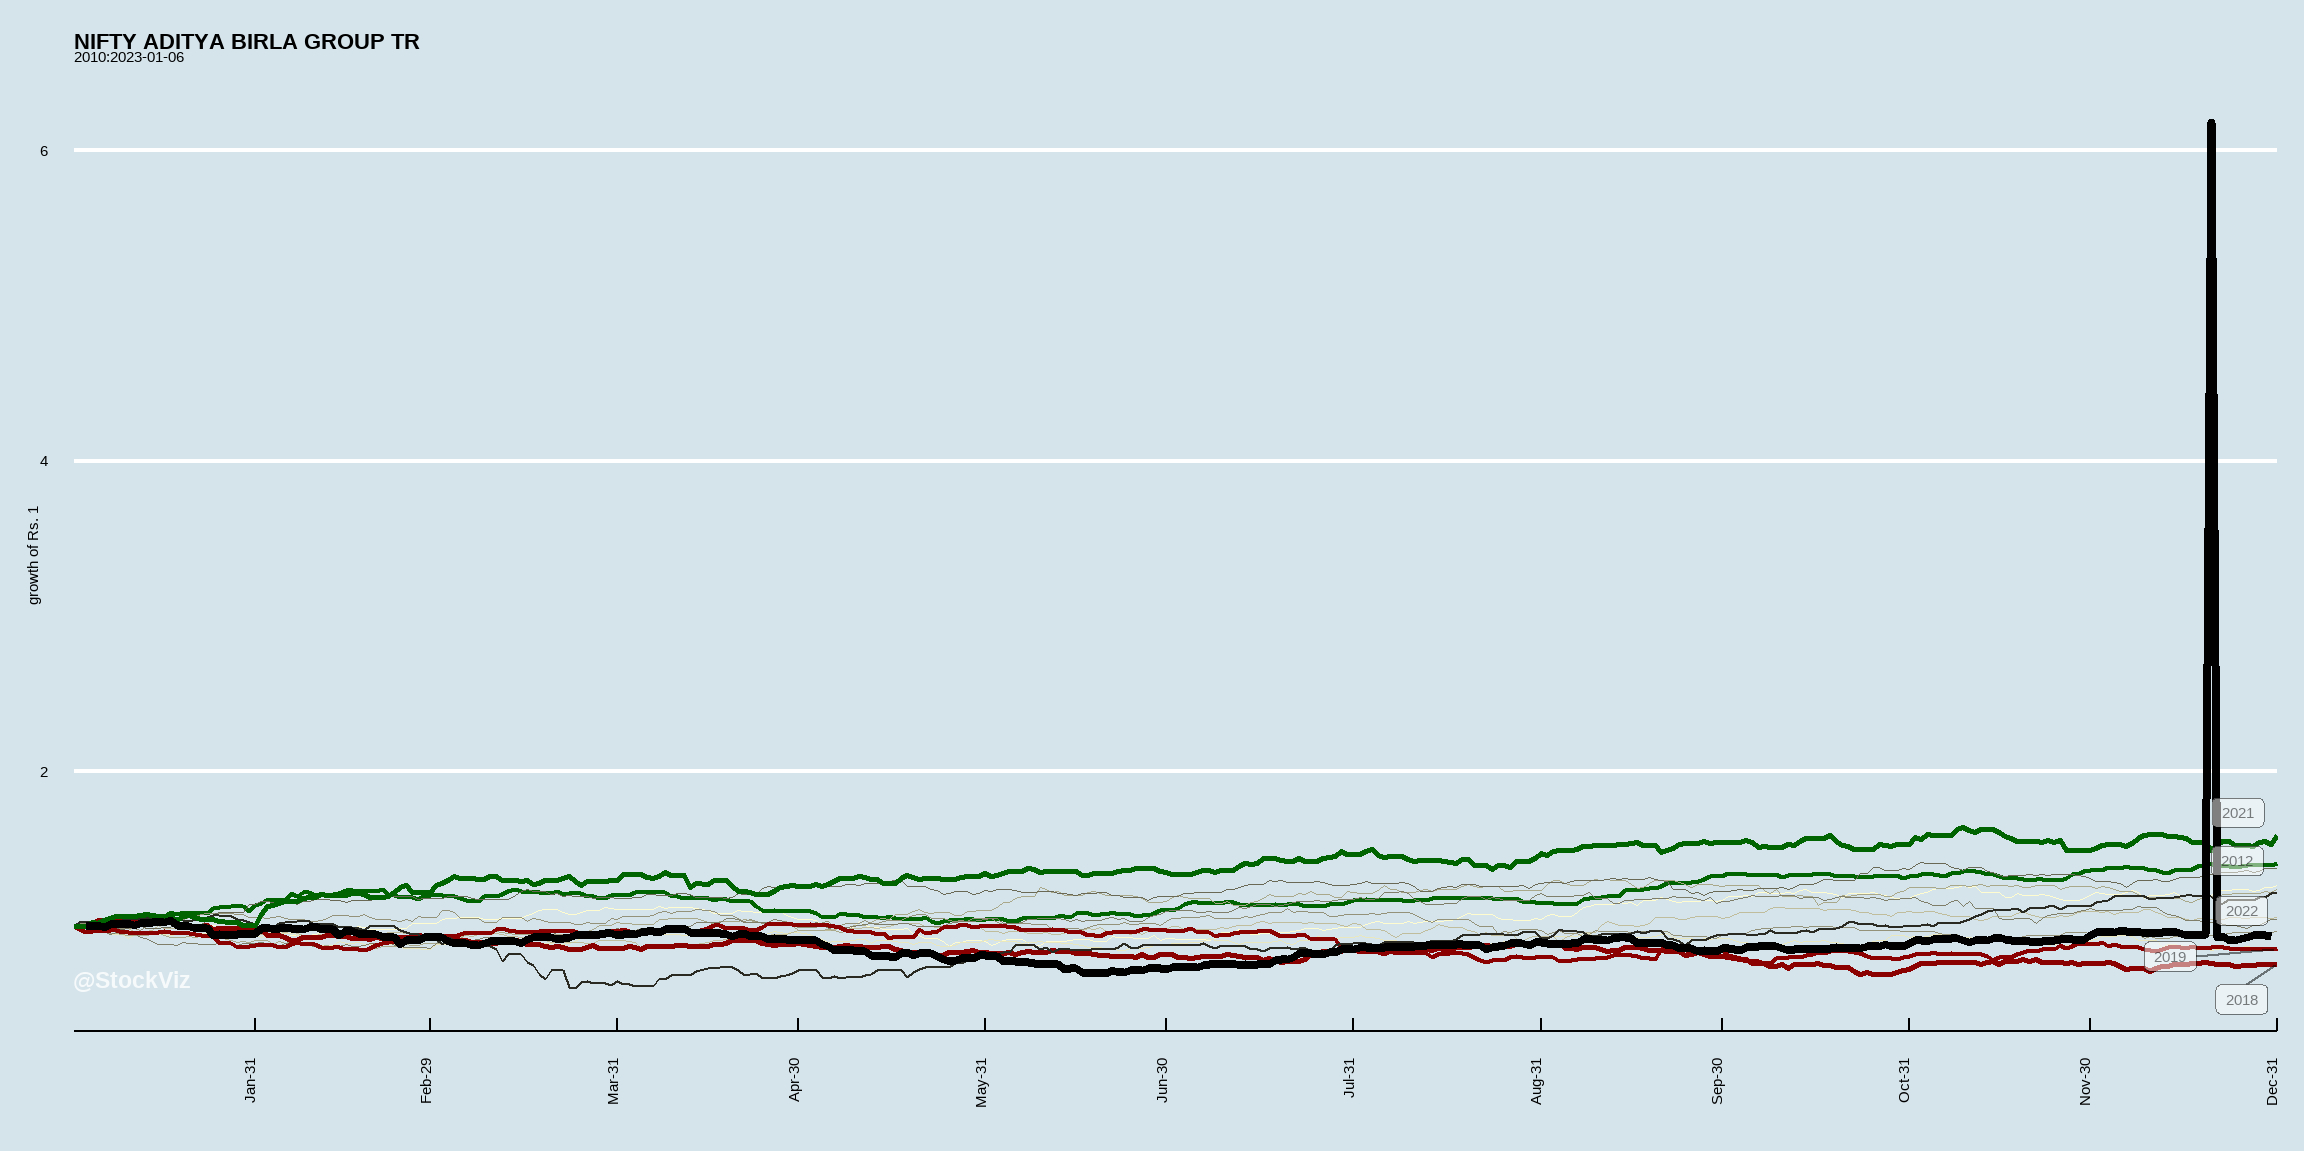 NIFTY ADITYA BIRLA GROUP TR
2010:2023-01-06
6
4
2
growth of Rs. 1
2021
2012
2022
2019
2018
@StockViz
Jan-31
Feb-29
Mar-31
Apr-30
May-31
Jun-30
Jul-31
Aug-31
Sep-30
Oct-31
Nov-30
Dec-31